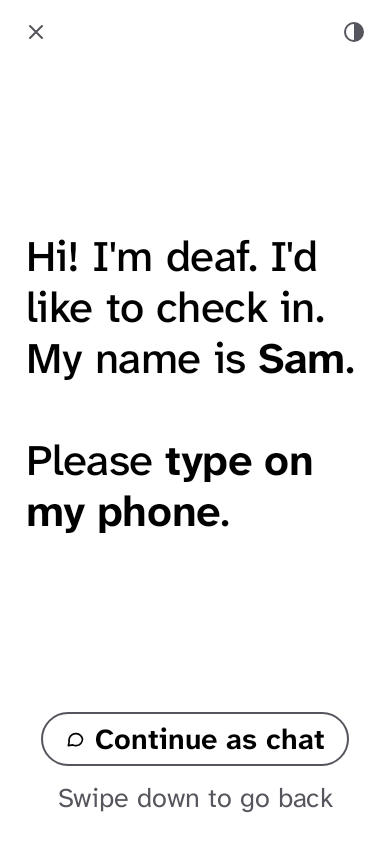 Hi! I'm deaf. I'd
like to check in.
My name is Sam.
Please type on
my phone.
Continue as chat
Swipe down to go back